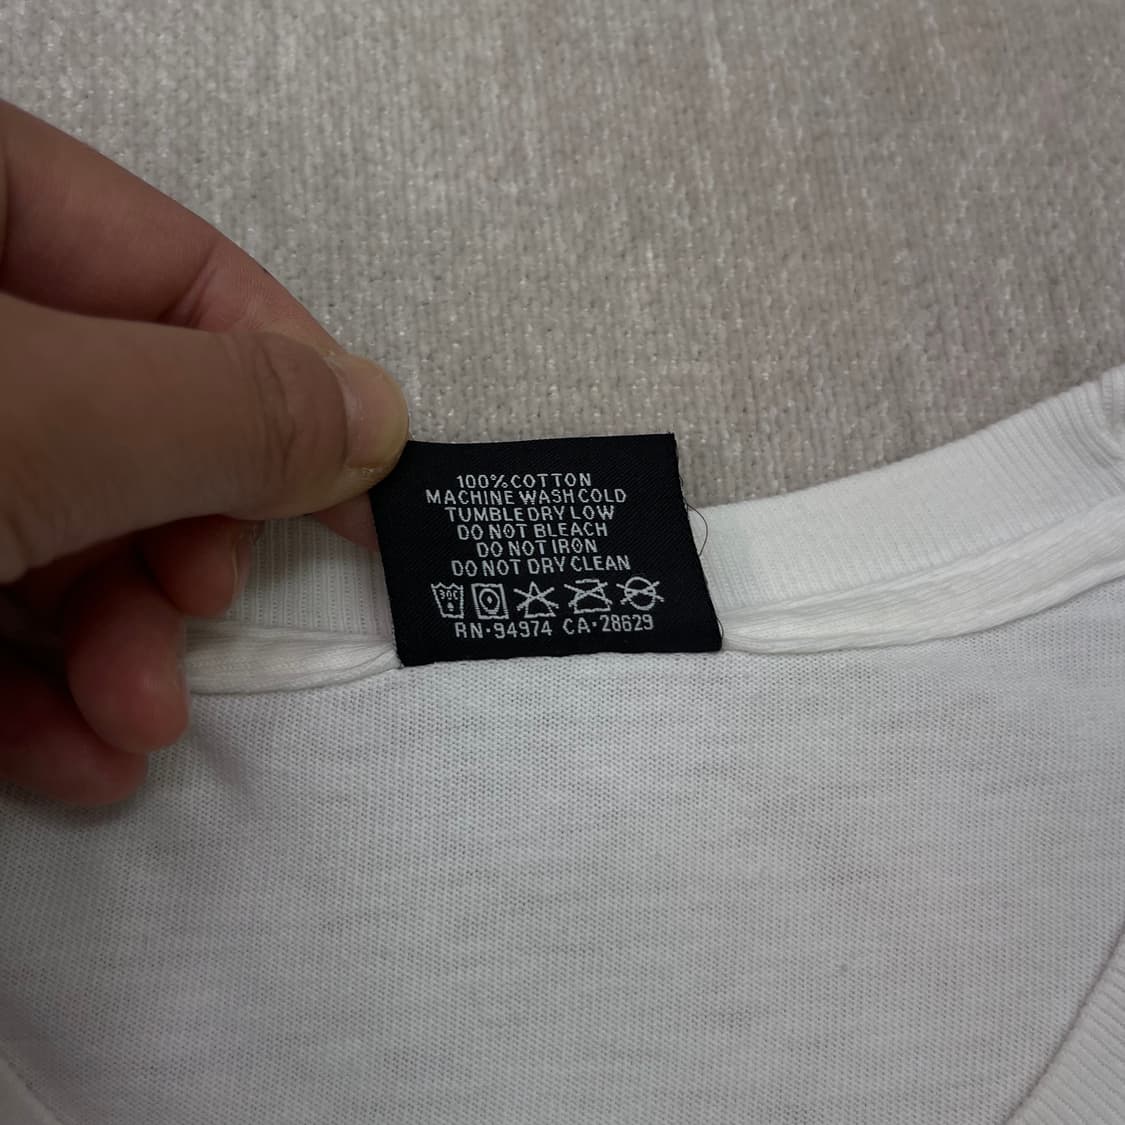 100% COTTON
MACHINE WASH COLD
TUMBLE DRY LOW
DO NOT BLEACH
DO NOT IRON
DO NOT DRY CLEAN
30C
RN·94974 CA·28629